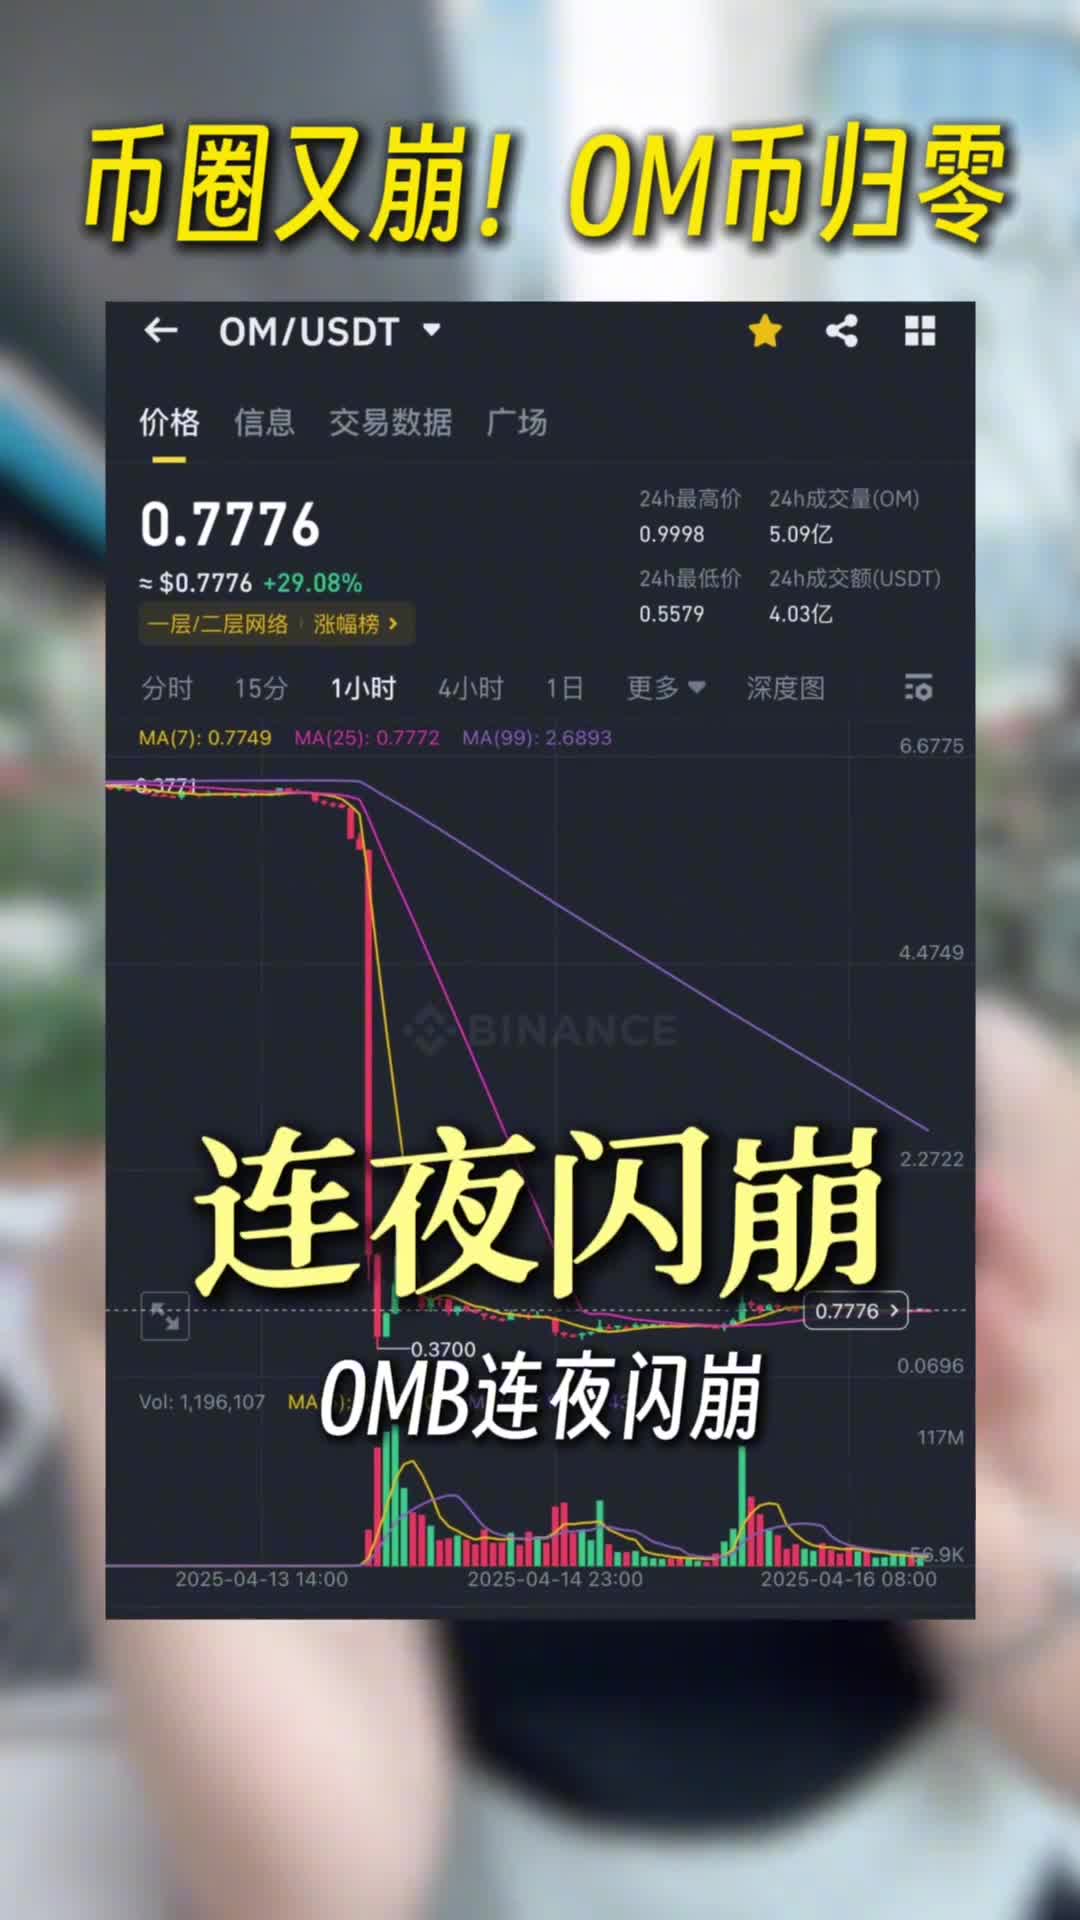 币圈又崩！OM币归零
OM/USDT
价格 信息 交易数据 广场
0.7776
≈ $0.7776 +29.08%
一层/二层网络 涨幅榜
24h最高价 24h成交量(OM)
0.9998 5.09亿
24h最低价 24h成交额(USDT)
0.5579 4.03亿
分时 15分 1小时 4小时 1日 更多 深度图
MA(7): 0.7749 MA(25): 0.7772 MA(99): 2.6893
6.6775
6.3771
4.4749
BINANCE
连夜闪崩
2.2722
0.7776
0.3700
0.0696
OMB连夜闪崩
Vol: 1,196,107
117M
56.9K
2025-04-13 14:00 2025-04-14 23:00 2025-04-16 08:00